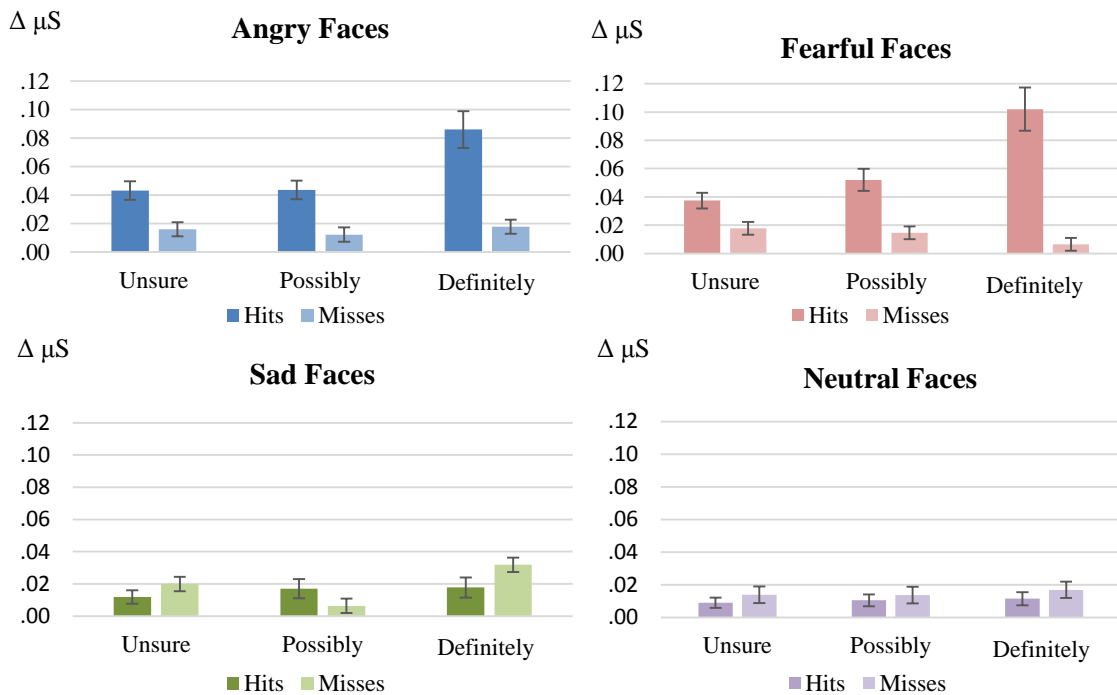 Δ μS
Angry Faces
.12
.10
.08
.06
.04
.02
.00
Unsure Possibly Definitely
Hits Misses
Δ μS
Fearful Faces
.12
.10
.08
.06
.04
.02
.00
Unsure Possibly Definitely
Hits Misses
Δ μS
Sad Faces
.12
.10
.08
.06
.04
.02
.00
Unsure Possibly Definitely
Hits Misses
Δ μS
Neutral Faces
.12
.10
.08
.06
.04
.02
.00
Unsure Possibly Definitely
Hits Misses